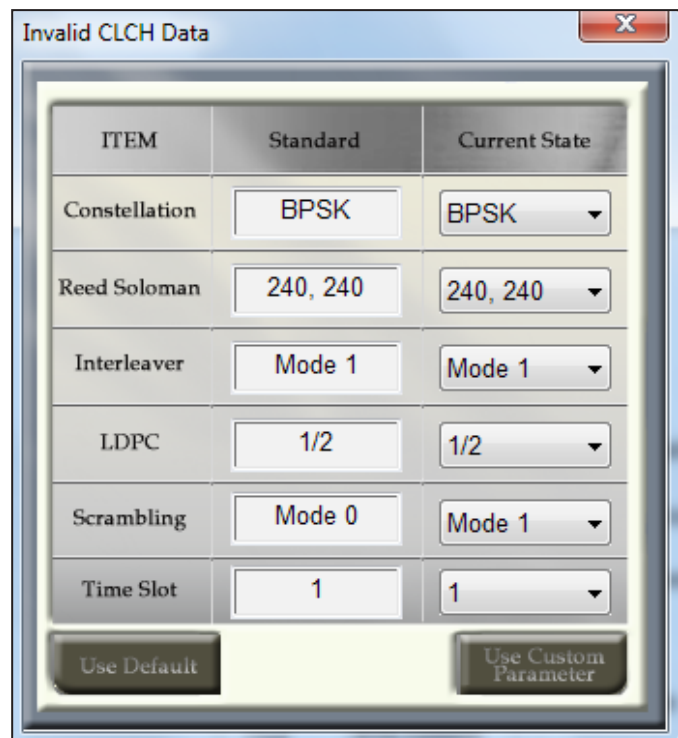 Invalid CLCH Data
ITEM Standard Current State
Constellation BPSK BPSK
Reed Soloman 240, 240 240, 240
Interleaver Mode 1 Mode 1
LDPC 1/2 1/2
Scrambling Mode 0 Mode 1
Time Slot 1 1
Use Default Use Custom
Parameter